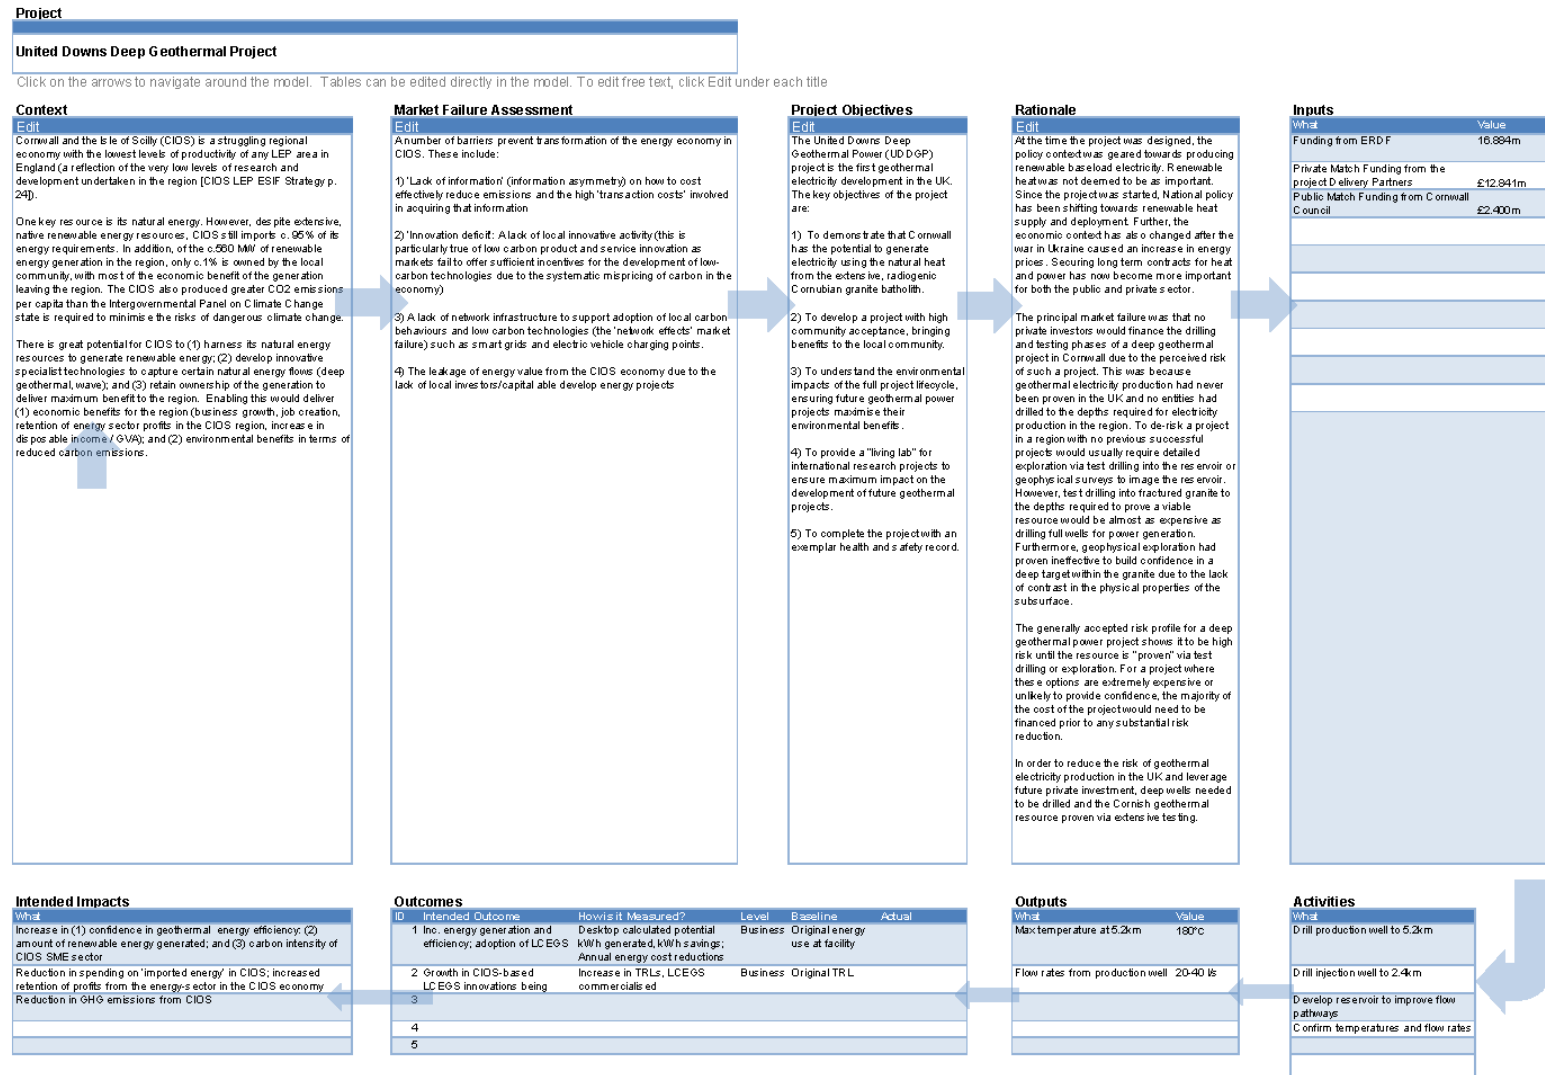 Project
United Downs Deep Geothermal Project
Click on the arrows to navigate around the model. Tables can be edited directly in the model. To edit free text, click Edit under each title
Context
Edit
Cornwall and the Isle of Scilly (CIOS) is a struggling regional
economy with the lowest levels of productivity of any LEP area in
England (a reflection of the very low levels of research and
development undertaken in the region [CIOS LEP ESIF Strategy p.
24]).
One key resource is its natural energy. However, despite extensive,
native renewable energy resources, CIOS still imports c. 95% of its
energy requirements. In addition, of the c.560 MW of renewable
energy generation in the region, only c.1% is owned by the local
community, with most of the economic benefit of the generation
leaving the region. The CIOS also produced greater CO2 emissions
per capita than the Intergovernmental Panel on Climate Change
state is required to minimise the risks of dangerous climate change.
There is great potential for CIOS to (1) harness its natural energy
resources to generate renewable energy; (2) develop innovative
specialist technologies to capture certain natural energy flows (deep
geothermal, wave); and (3) retain ownership of the generation to
deliver maximum benefit to the region. Enabling this would deliver
(1) economic benefits for the region (business growth, job creation,
retention of energy sector profits in the CIOS region, increase in
disposable income / GVA); and (2) environmental benefits in terms of
reduced carbon emissions.
Market Failure Assessment
Edit
A number of barriers prevent transformation of the energy economy in
CIOS. These include:
1) 'Lack of information' (information asymmetry) on how to cost
effectively reduce emissions and the high 'transaction costs' involved
in acquiring that information
2) 'Innovation deficit: A lack of local innovative activity (this is
particularly true of low carbon product and service innovation as
markets fail to offer sufficient incentives for the development of low-
carbon technologies due to the systematic mispricing of carbon in the
economy)
3) A lack of network infrastructure to support adoption of local carbon
behaviours and low carbon technologies (the 'network effects' market
failure) such as smart grids and electric vehicle charging points.
4) The leakage of energy value from the CIOS economy due to the
lack of local investors/capital able develop energy projects
Project Objectives
Edit
The United Downs Deep
Geothermal Power (UDDGP)
project is the first geothermal
electricity development in the UK.
The key objectives of the project
are:
1) To demonstrate that Cornwall
has the potential to generate
electricity using the natural heat
from the extensive, radiogenic
Cornubian granite batholith.
2) To develop a project with high
community acceptance, bringing
benefits to the local community.
3) To understand the environmental
impacts of the full project lifecycle,
ensuring future geothermal power
projects maximise their
environmental benefits.
4) To provide a "living lab" for
international research projects to
ensure maximum impact on the
development of future geothermal
projects.
5) To complete the project with an
exemplar health and safety record.
Rationale
Edit
At the time the project was designed, the
policy context was geared towards producing
renewable baseload electricity. Renewable
heat was not deemed to be as important.
Since the project was started, National policy
has been shifting towards renewable heat
supply and deployment. Further, the
economic context has also changed after the
war in Ukraine caused an increase in energy
prices. Securing long term contracts for heat
and power has now become more important
for both the public and private sector.
The principal market failure was that no
private investors would finance the drilling
and testing phases of a deep geothermal
project in Cornwall due to the perceived risk
of such a project. This was because
geothermal electricity production had never
been proven in the UK and no entities had
drilled to the depths required for electricity
production in the region. To de-risk a project
in a region with no previous successful
projects would usually require detailed
exploration via test drilling into the reservoir or
geophysical surveys to image the reservoir.
However, test drilling into fractured granite to
the depths required to prove a viable
resource would be almost as expensive as
drilling full wells for power generation.
Furthermore, geophysical exploration had
proven ineffective to build confidence in a
deep target within the granite due to the lack
of contrast in the physical properties of the
subsurface.
The generally accepted risk profile for a deep
geothermal power project shows it to be high
risk until the resource is "proven" via test
drilling or exploration. For a project where
these options are extremely expensive or
unlikely to provide confidence, the majority of
the cost of the project would need to be
financed prior to any substantial risk
reduction.
In order to reduce the risk of geothermal
electricity production in the UK and leverage
future private investment, deep wells needed
to be drilled and the Cornish geothermal
resource proven via extensive testing.
Inputs
What Value
Funding from ERDF 16.884m
Private Match Funding from the
project Delivery Partners £12.841m
Public Match Funding from Cornwall
Council £2.400m
Intended Impacts
What
Increase in (1) confidence in geothermal energy efficiency: (2)
amount of renewable energy generated; and (3) carbon intensity of
CIOS SME sector
Reduction in spending on 'imported energy' in CIOS; increased
retention of profits from the energy-sector in the CIOS economy
Reduction in GHG emissions from CIOS
Outcomes
ID Intended Outcome How is it Measured? Level Baseline Actual
1 Inc. energy generation and Desktop calculated potential Business Original energy
efficiency; adoption of LCEGS kWh generated, kWh savings; use at facility
Annual energy cost reductions
2 Growth in CIOS-based Increase in TRLs, LCEGS Business Original TRL
LCEGS innovations being commercialised
3
4
5
Outputs
What Value
Max temperature at 5.2km 180°c
Flow rates from production well 20-40 l/s
Activities
What
Drill production well to 5.2km
Drill injection well to 2.4km
Develop reservoir to improve flow
pathways
Confirm temperatures and flow rates